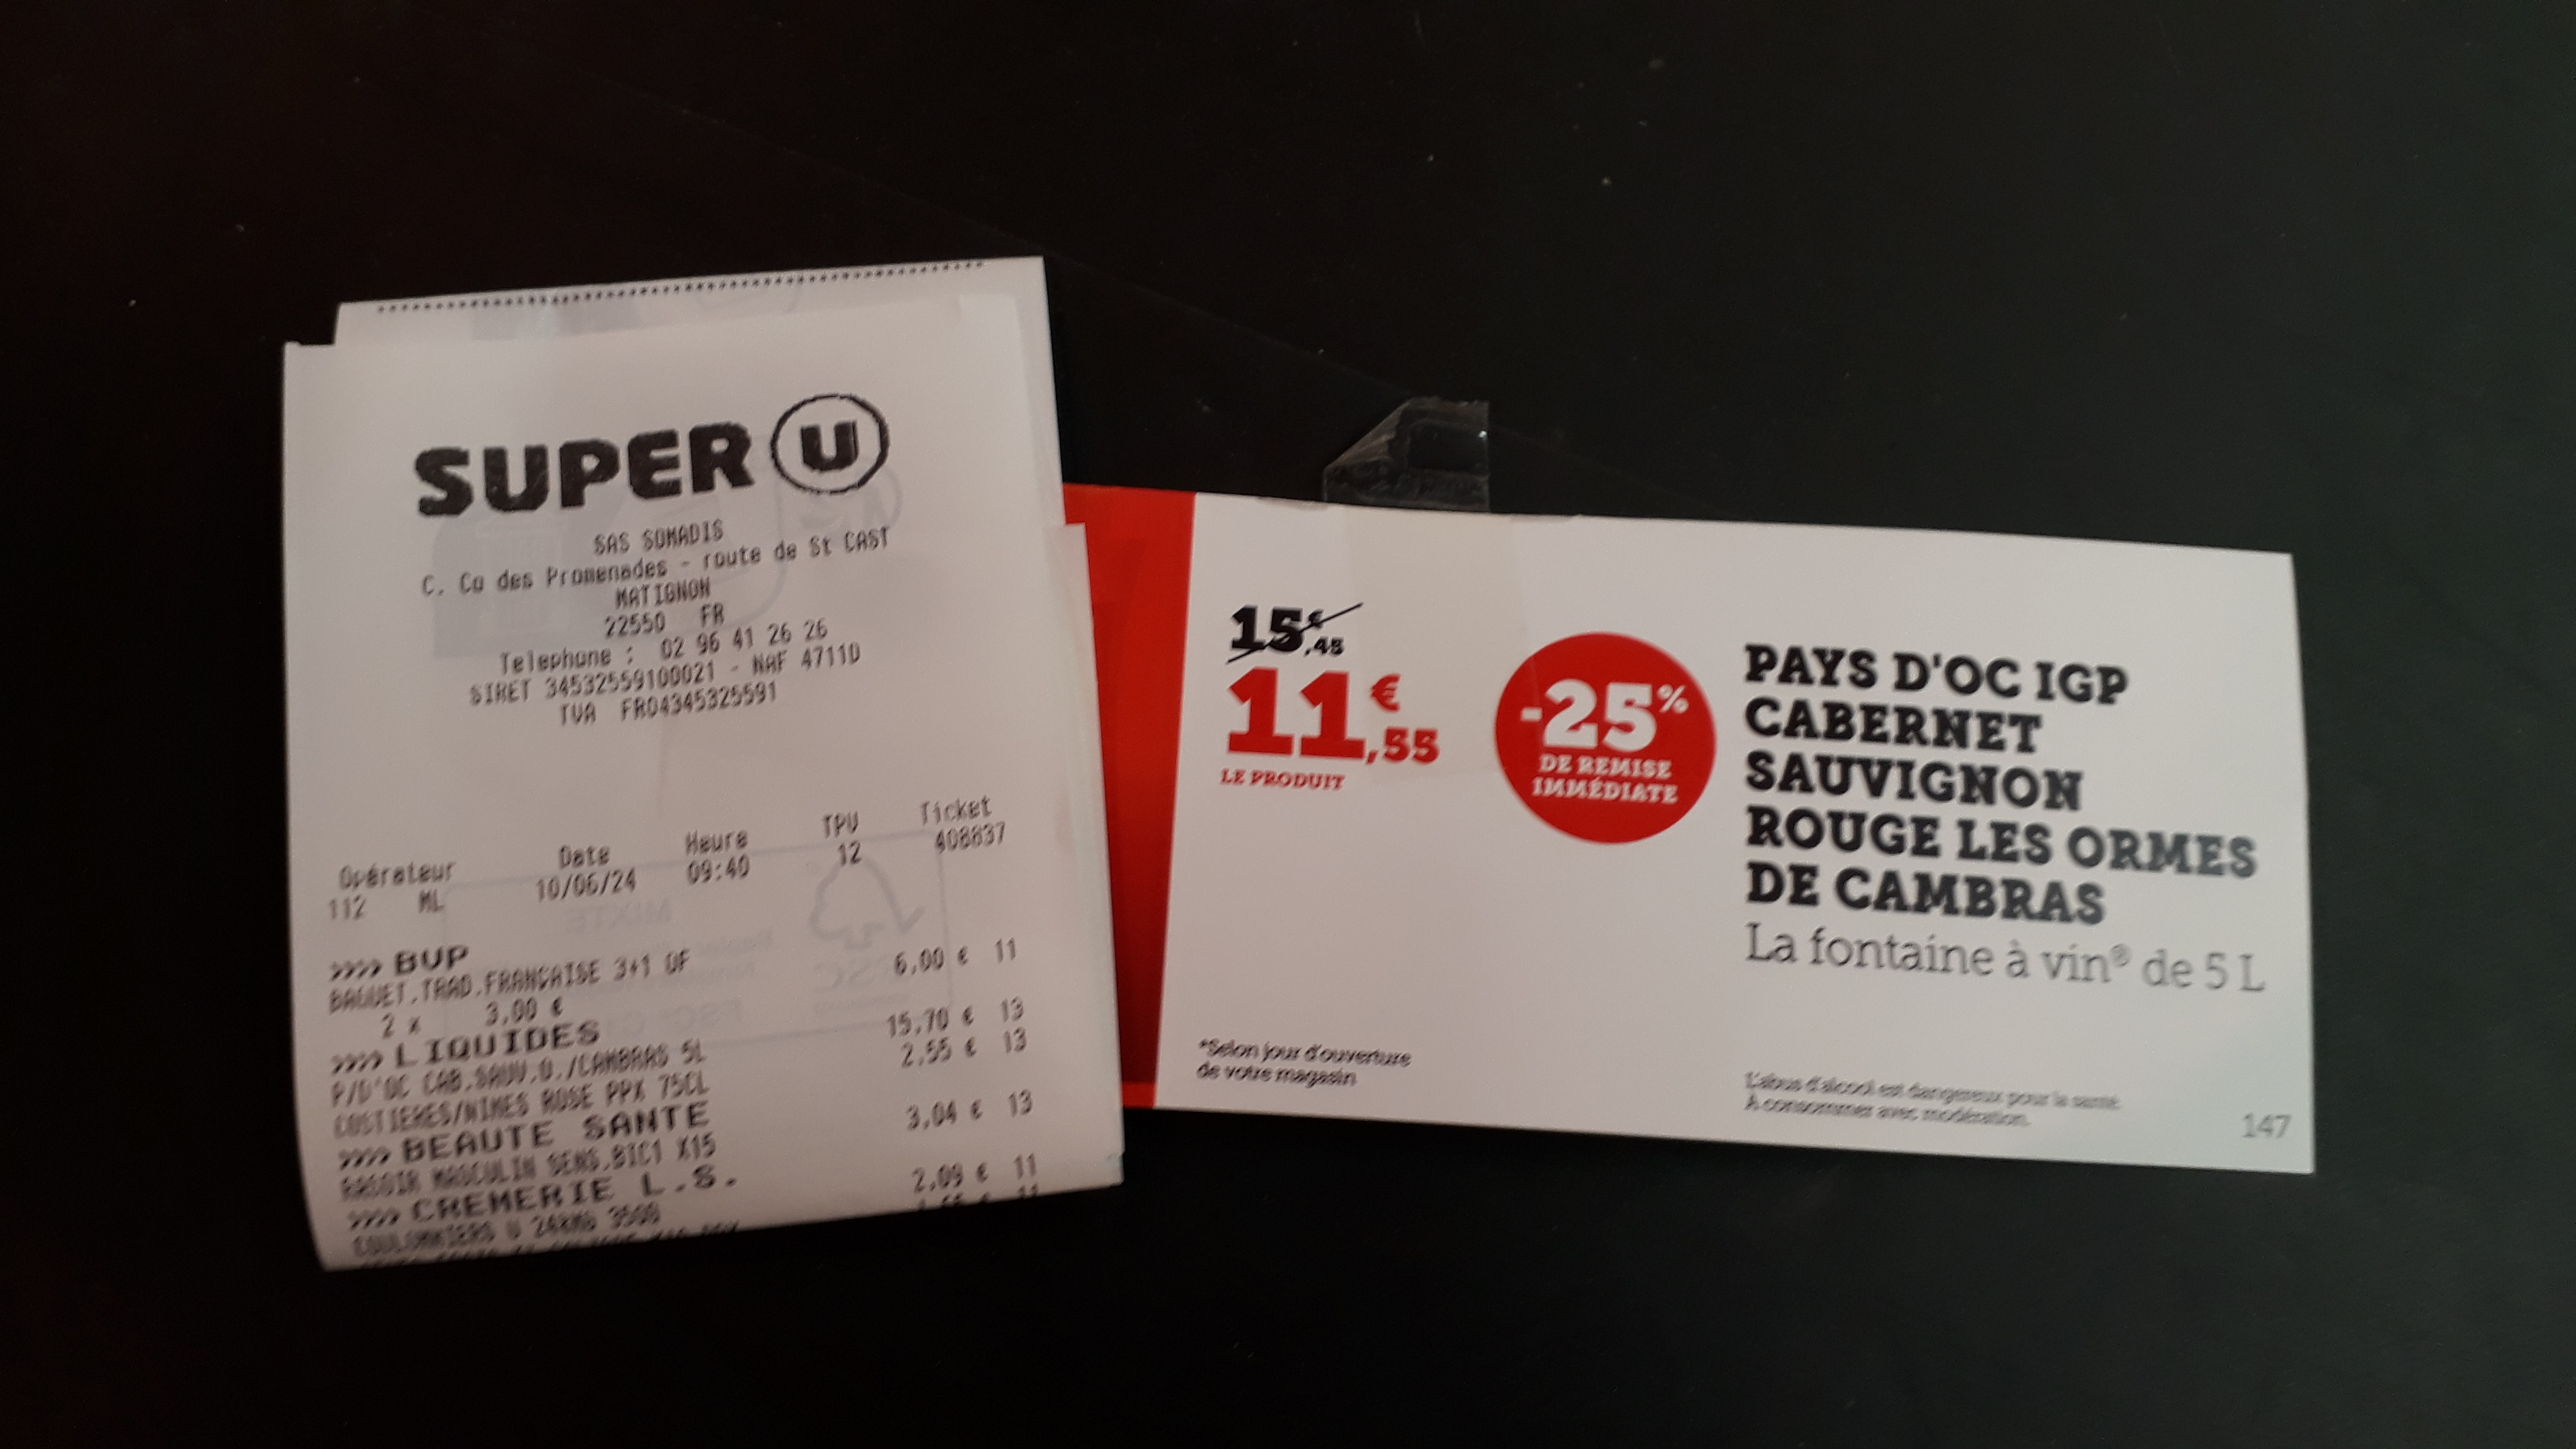 SUPER U
SAS SOMADIS
C. Co des Promenades - route de St CAST
MATIGNON
22550 FR
Telephone : 02 96 41 26 26
SIRET 34532559100021 - NAF 4711D
TVA FR04345325591
Opérateur Date Heure TPV Ticket
112 ML 10/06/24 09:40 12 408837
>>>> BVP
BAGUET.TRAD.FRANCAISE 3+1 OF 6,00 € 11
2 x 3,00 €
>>>> LIQUIDES
P/D'OC CAB.SAUV.O./CAMBRAS 5L 15,70 € 13
COSTIERES/NIMES ROSE PPX 75CL 2,55 € 13
>>>> BEAUTE SANTE
RASOIR MASCULIN SENS.BIC1 X15 3,04 € 13
>>>> CREMERIE L.S.
COULOMMIERS U 24%MG 350G 2,09 € 11
15€,45
11€,55
LE PRODUIT
-25%
DE REMISE
IMMÉDIATE
PAYS D'OC IGP
CABERNET
SAUVIGNON
ROUGE LES ORMES
DE CAMBRAS
La fontaine à vin® de 5 L
*Selon jour d'ouverture
de votre magasin
L'abus d'alcool est dangereux pour la santé.
À consommer avec modération.
147